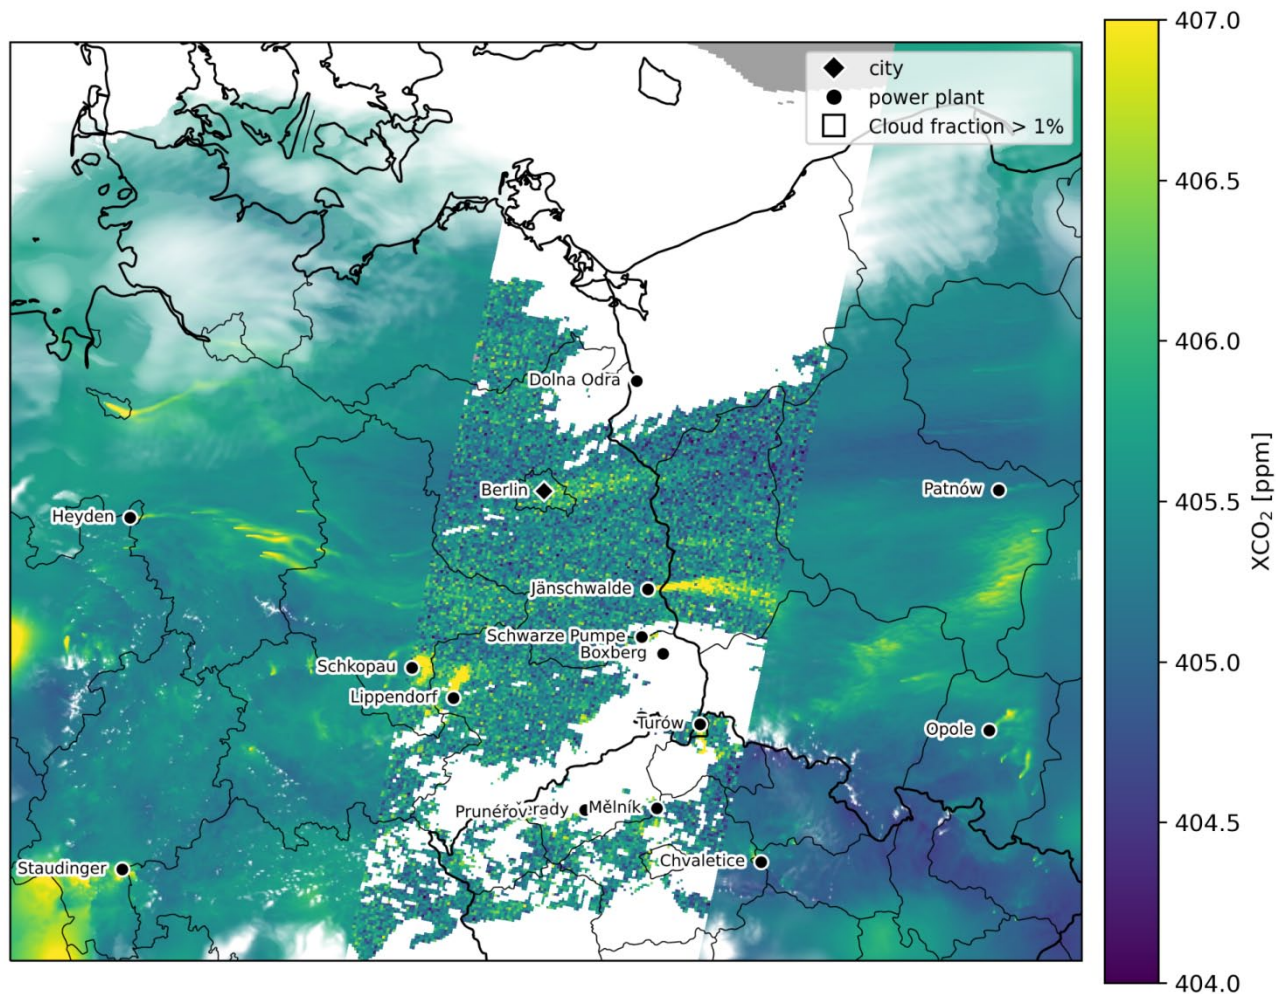 407.0
city
power plant
Cloud fraction > 1%
406.5
406.0
Dolna Odra
XCO₂ [ppm]
405.5
Berlin
Patnów
Heyden
Jänschwalde
Schwarze Pumpe
Boxberg
405.0
Schkopau
Lippendorf
Turów
Opole
404.5
Prunéřov
rady
Mělník
Chvaletice
Staudinger
404.0